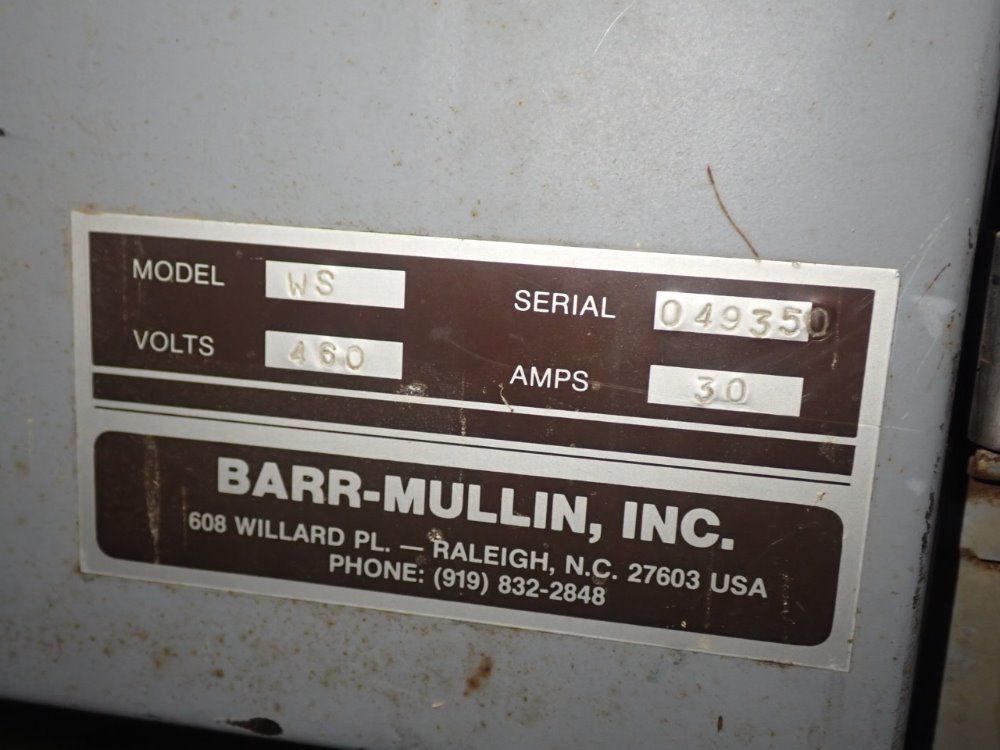 MODEL WS SERIAL 049350
VOLTS 460 AMPS 30
BARR-MULLIN, INC.
608 WILLARD PL. — RALEIGH, N.C. 27603 USA
PHONE: (919) 832-2848